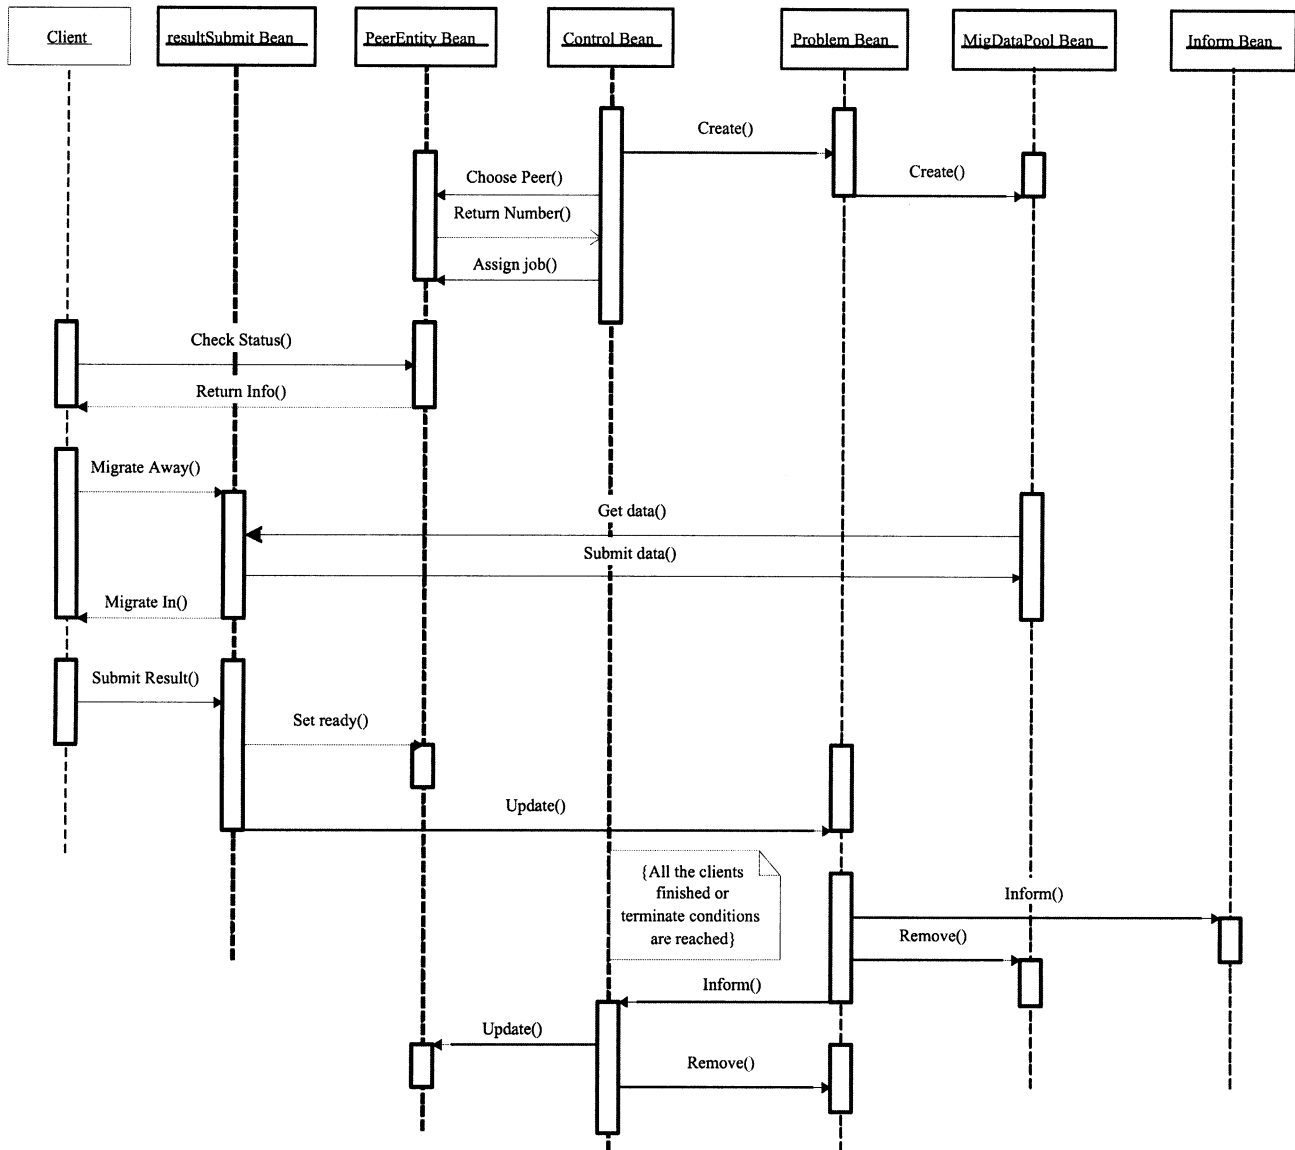 Client
resultSubmit Bean
PeerEntity Bean
Control Bean
Problem Bean
MigDataPool Bean
Inform Bean
Create()
Create()
Choose Peer()
Return Number()
Assign job()
Check Status()
Return Info()
Migrate Away()
Get data()
Submit data()
Migrate In()
Submit Result()
Set ready()
Update()
{All the clients
finished or
terminate conditions
are reached}
Inform()
Remove()
Inform()
Update()
Remove()